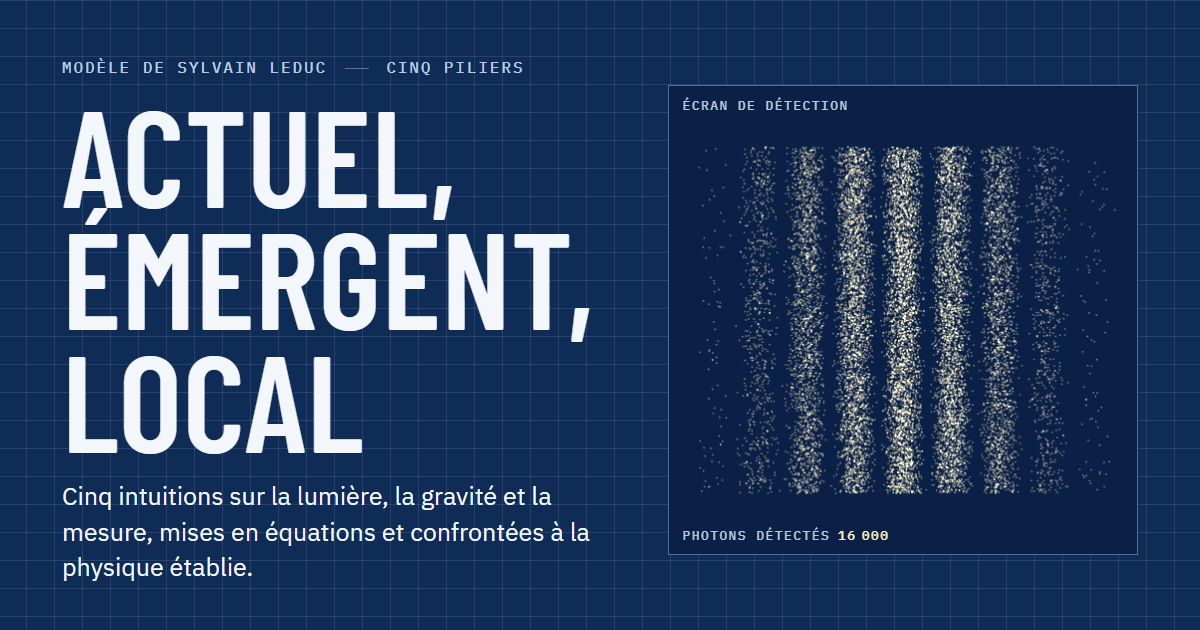 MODÈLE DE SYLVAIN LEDUC — CINQ PILIERS
ACTUEL,
ÉMERGENT,
LOCAL
Cinq intuitions sur la lumière, la gravité et la
mesure, mises en équations et confrontées à la
physique établie.
ÉCRAN DE DÉTECTION
PHOTONS DÉTECTÉS 16 000